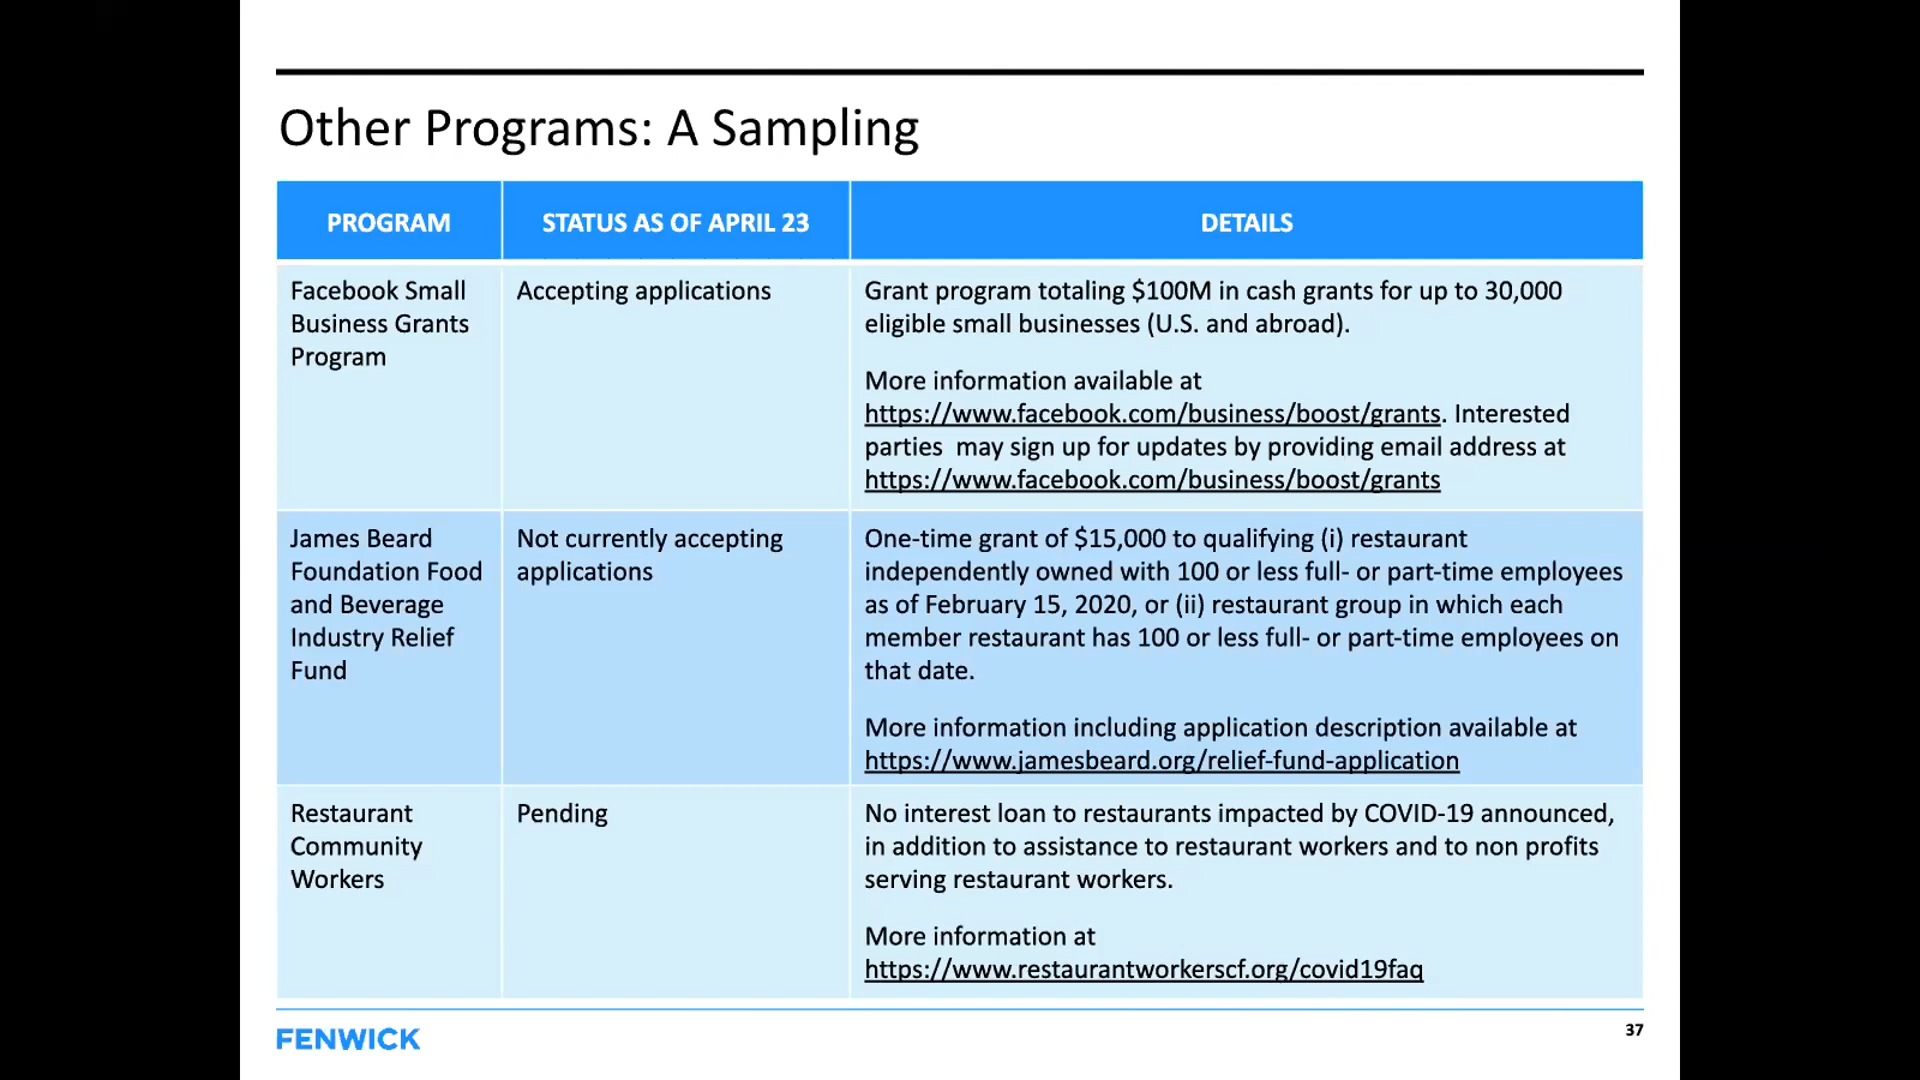 Other Programs: A Sampling
PROGRAM
STATUS AS OF APRIL 23
DETAILS
Facebook Small
Business Grants
Program
Accepting applications
Grant program totaling $100M in cash grants for up to 30,000
eligible small businesses (U.S. and abroad).
More information available at
https://www.facebook.com/business/boost/grants. Interested
parties  may sign up for updates by providing email address at
https://www.facebook.com/business/boost/grants
James Beard
Foundation Food
and Beverage
Industry Relief
Fund
Not currently accepting
applications
One-time grant of $15,000 to qualifying (i) restaurant
independently owned with 100 or less full- or part-time employees
as of February 15, 2020, or (ii) restaurant group in which each
member restaurant has 100 or less full- or part-time employees on
that date.
More information including application description available at
https://www.jamesbeard.org/relief-fund-application
Restaurant
Community
Workers
Pending
No interest loan to restaurants impacted by COVID-19 announced,
in addition to assistance to restaurant workers and to non profits
serving restaurant workers.
More information at
https://www.restaurantworkerscf.org/covid19faq
FENWICK
37